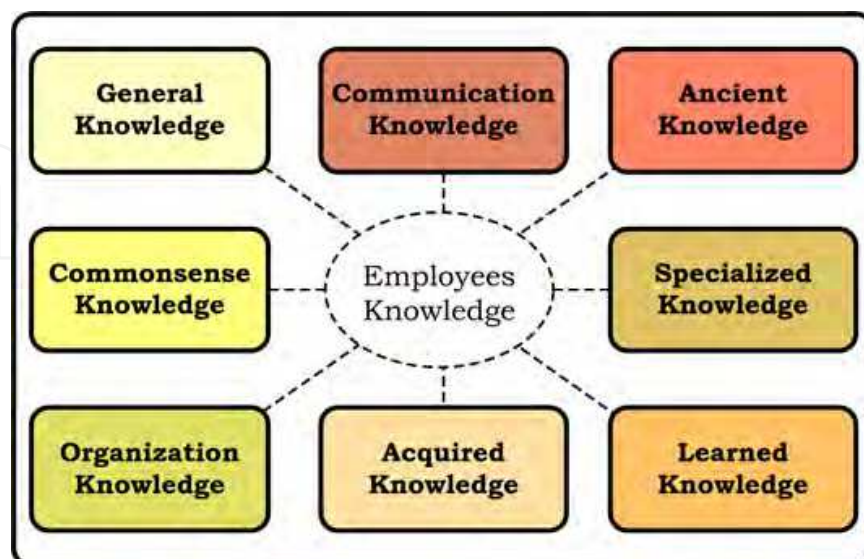 General
Knowledge
Communication
Knowledge
Ancient
Knowledge
Commonsense
Knowledge
Employees
Knowledge
Specialized
Knowledge
Organization
Knowledge
Acquired
Knowledge
Learned
Knowledge